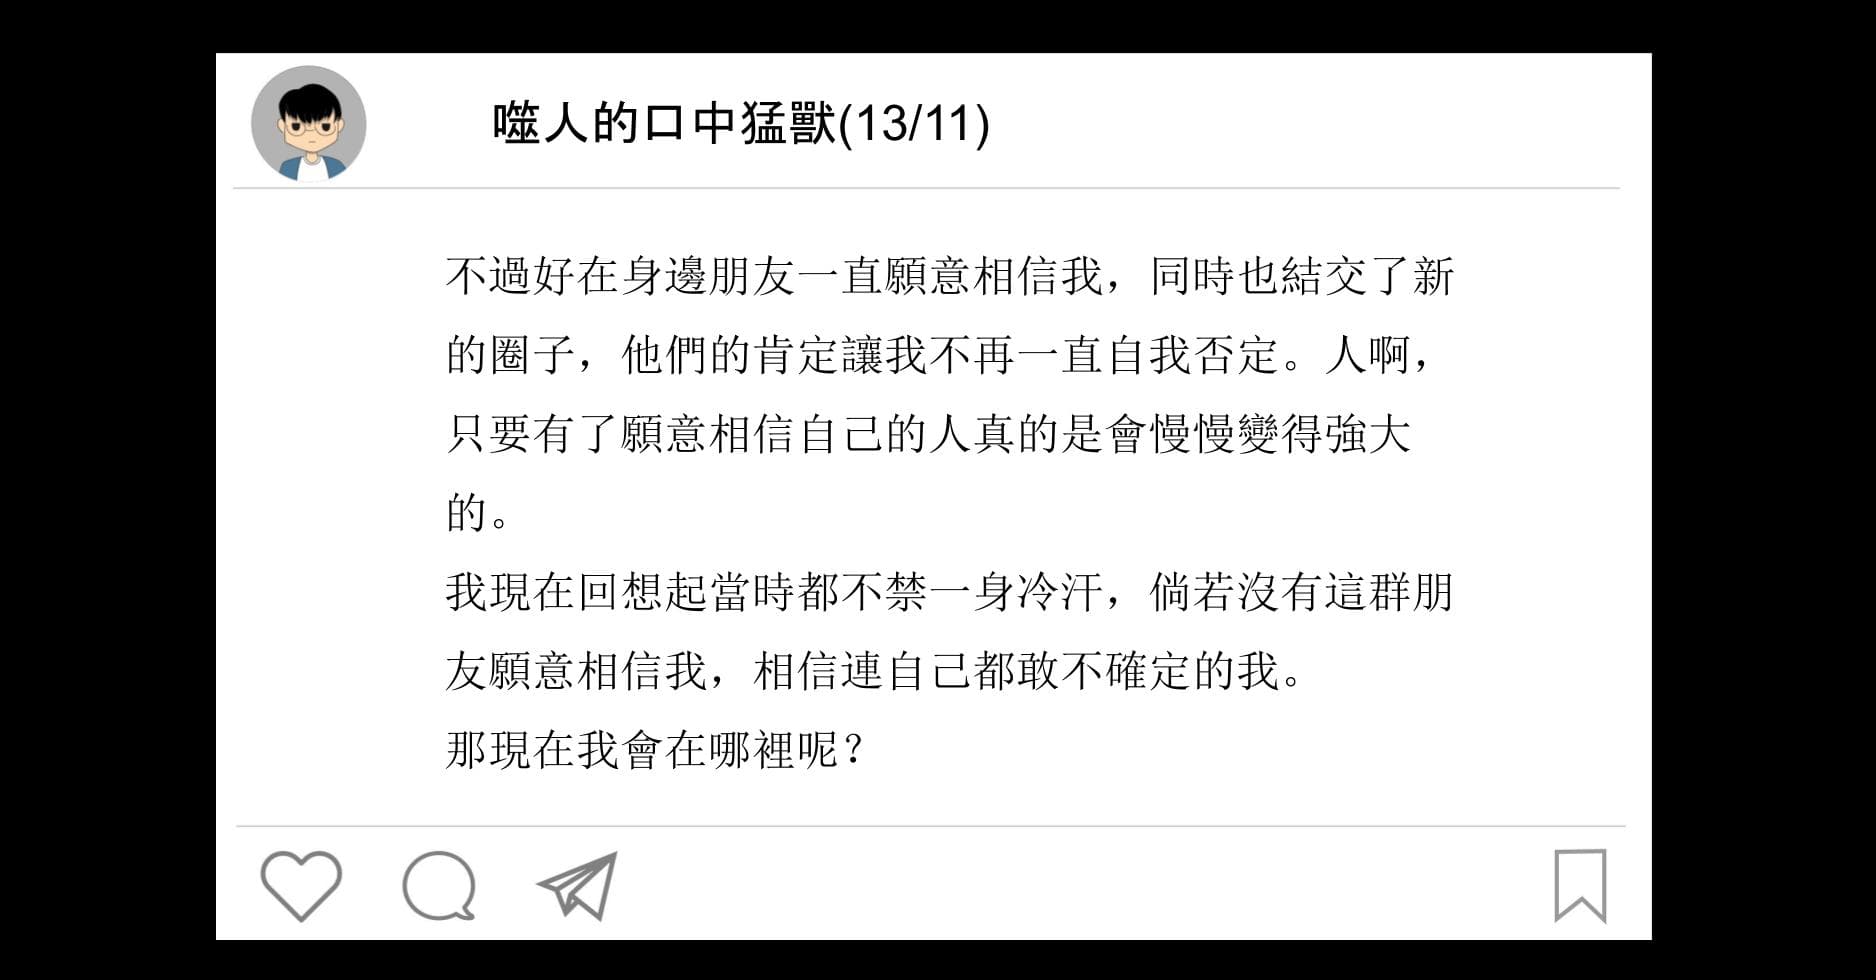 噬人的口中猛獸(13/11)
不過好在身邊朋友一直願意相信我，同時也結交了新
的圈子，他們的肯定讓我不再一直自我否定。人啊，
只要有了願意相信自己的人真的是會慢慢變得強大
的。
我現在回想起當時都不禁一身冷汗，倘若沒有這群朋
友願意相信我，相信連自己都敢不確定的我。
那現在我會在哪裡呢？